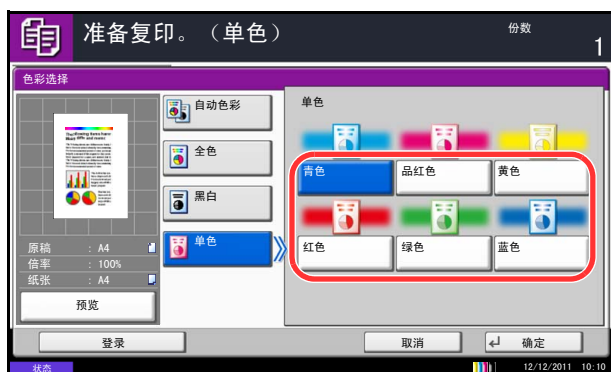 准备复印。（单色）
份数
1
色彩选择
自动色彩
全色
黑白
单色
单色
青色
品红色
黄色
红色
绿色
蓝色
原稿 : A4
倍率 : 100%
纸张 : A4
预览
登录
取消
确定
状态
12/12/2011 10:10